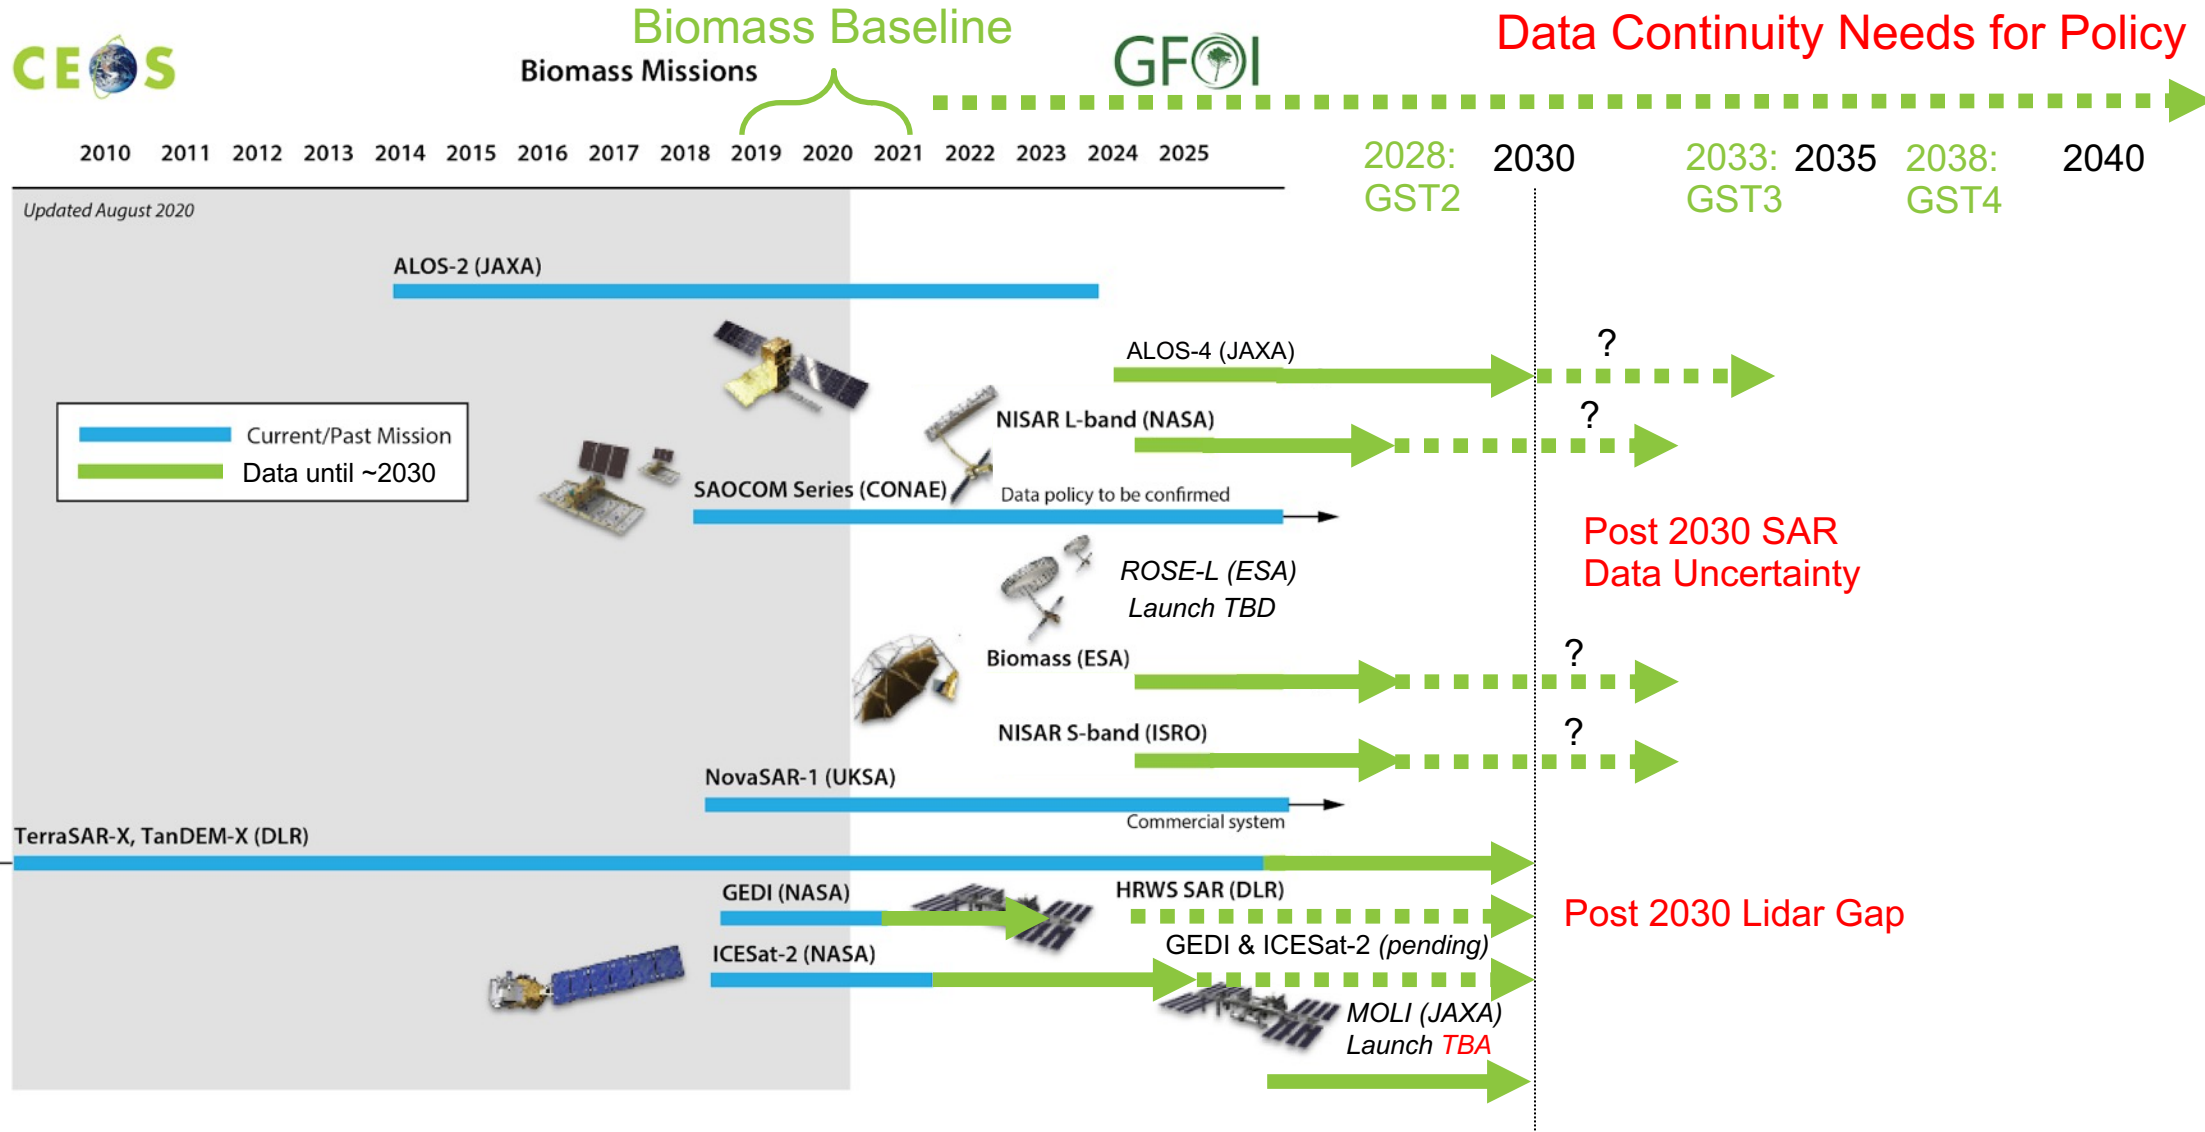 Biomass Baseline
Data Continuity Needs for Policy
CEOS
Biomass Missions
GFOI
2010 2011 2012 2013 2014 2015 2016 2017 2018 2019 2020 2021 2022 2023 2024 2025
2028:
GST2
2030
2033:
GST3
2035
2038:
GST4
2040
Updated August 2020
ALOS-2 (JAXA)
ALOS-4 (JAXA)
?
Current/Past Mission
Data until ~2030
NISAR L-band (NASA)
?
SAOCOM Series (CONAE)
Data policy to be confirmed
Post 2030 SAR
Data Uncertainty
ROSE-L (ESA)
Launch TBD
Biomass (ESA)
?
NISAR S-band (ISRO)
?
NovaSAR-1 (UKSA)
Commercial system
TerraSAR-X, TanDEM-X (DLR)
GEDI (NASA)
HRWS SAR (DLR)
Post 2030 Lidar Gap
GEDI & ICESat-2 (pending)
ICESat-2 (NASA)
MOLI (JAXA)
Launch TBA